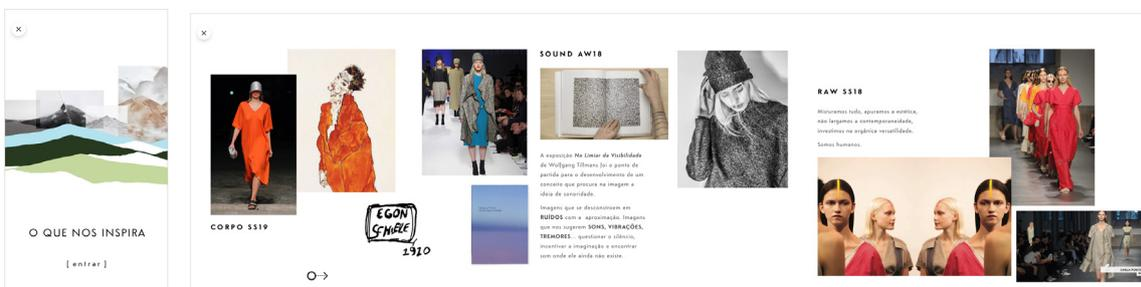 O QUE NOS INSPIRA
[ entrar ]
CORPO SS19
EGON
SCHIELE
1910
SOUND AW18
A exposição No Limiar da Visibilidade
de Wolfgang Tillmans foi o ponto de
partida para o desenvolvimento de um
conceito que procura na imagem a
ideia de sonoridade.
Imagens que se desconstroem em
RUÍDOS com a aproximação. Imagens
que nos sugerem SONS, VIBRAÇÕES,
TREMORES... questionar o silêncio,
incentivar a imaginação e encontrar
som onde ele ainda não existe.
RAW SS18
Misturamos tudo, apuramos a estética,
não largamos a contemporaneidade,
investimos na orgânica versatilidade.
Somos humanos.